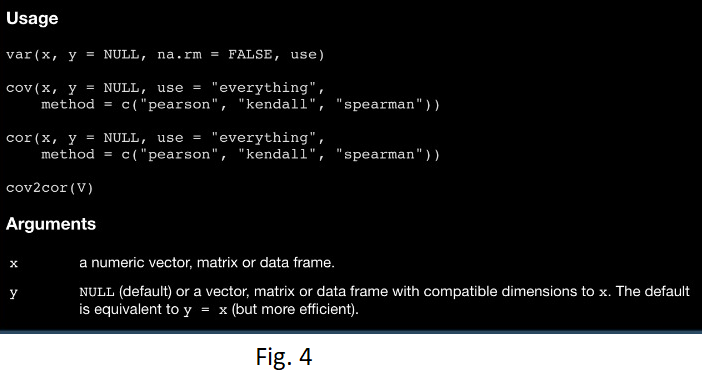 Usage
var(x, y = NULL, na.rm = FALSE, use)
cov(x, y = NULL, use = "everything",
method = c("pearson", "kendall", "spearman"))
cor(x, y = NULL, use = "everything",
method = c("pearson", "kendall", "spearman"))
cov2cor(V)
Arguments
x a numeric vector, matrix or data frame.
y NULL (default) or a vector, matrix or data frame with compatible dimensions to x. The default
is equivalent to y = x (but more efficient).
Fig. 4